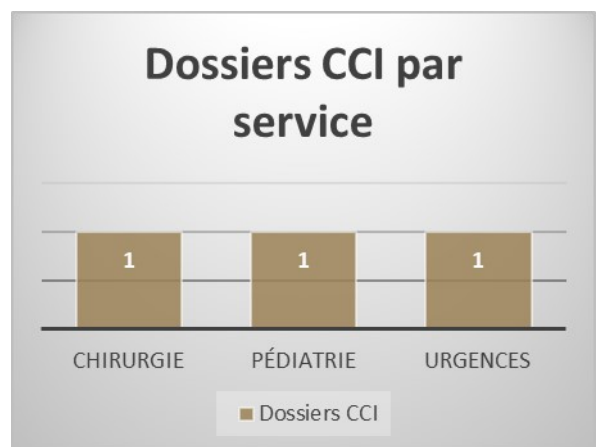 Dossiers CCI par
service
1 1 1
CHIRURGIE PÉDIATRIE URGENCES
Dossiers CCI